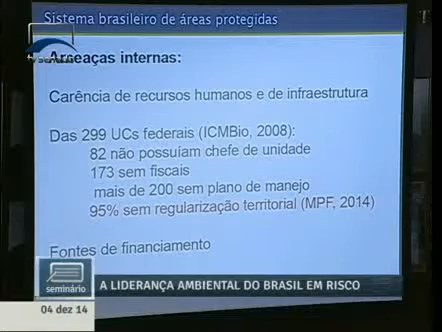 Sistema brasileiro de áreas protegidas
internas:
Carência de recursos humanos e de infraestrutura
Das 299 UCs federais (ICMBio, 2008):
82 não possuíam chefe de unidade
173 sem fiscais
mais de 200 sem plano de manejo
95% sem regularização territorial (MPF, 2014)
Fontes de financiamento
seminário
A LIDERANÇA AMBIENTAL DO BRASIL EM RISCO
04 dez 14